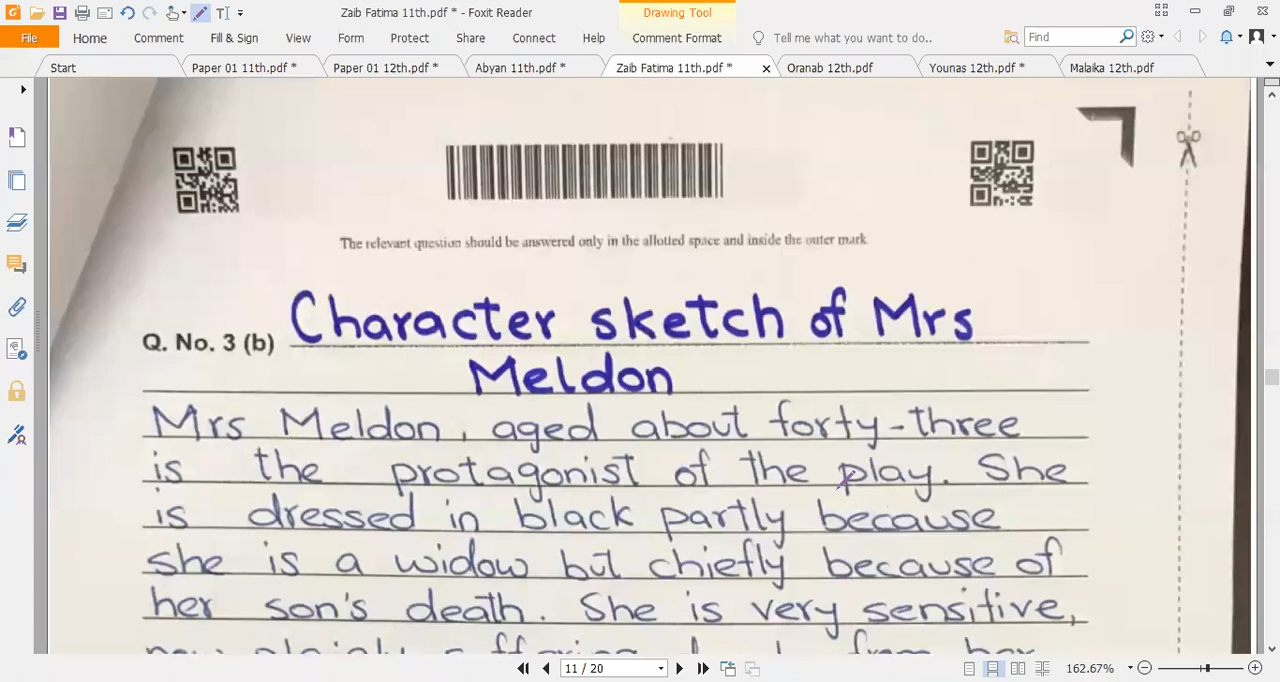 Zaib Fatima 11th.pdf * - Foxit Reader
Drawing Tool
File Home Comment Fill & Sign View Form Protect Share Connect Help Comment Format Tell me what you want to do.. Find
Start Paper 01 11th.pdf * Paper 01 12th.pdf * Abyan 11th.pdf * Zaib Fatima 11th.pdf * Oranab 12th.pdf Younas 12th.pdf * Malaika 12th.pdf
The relevant question should be answered only in the allotted space and inside the outer mark
Q. No. 3 (b) Character sketch of Mrs
Meldon
Mrs Meldon, aged about forty-three
is the protagonist of the play. She
is dressed in black partly because
she is a widow but chiefly because of
her son's death. She is very sensitive,
from her
11 / 20
162.67%